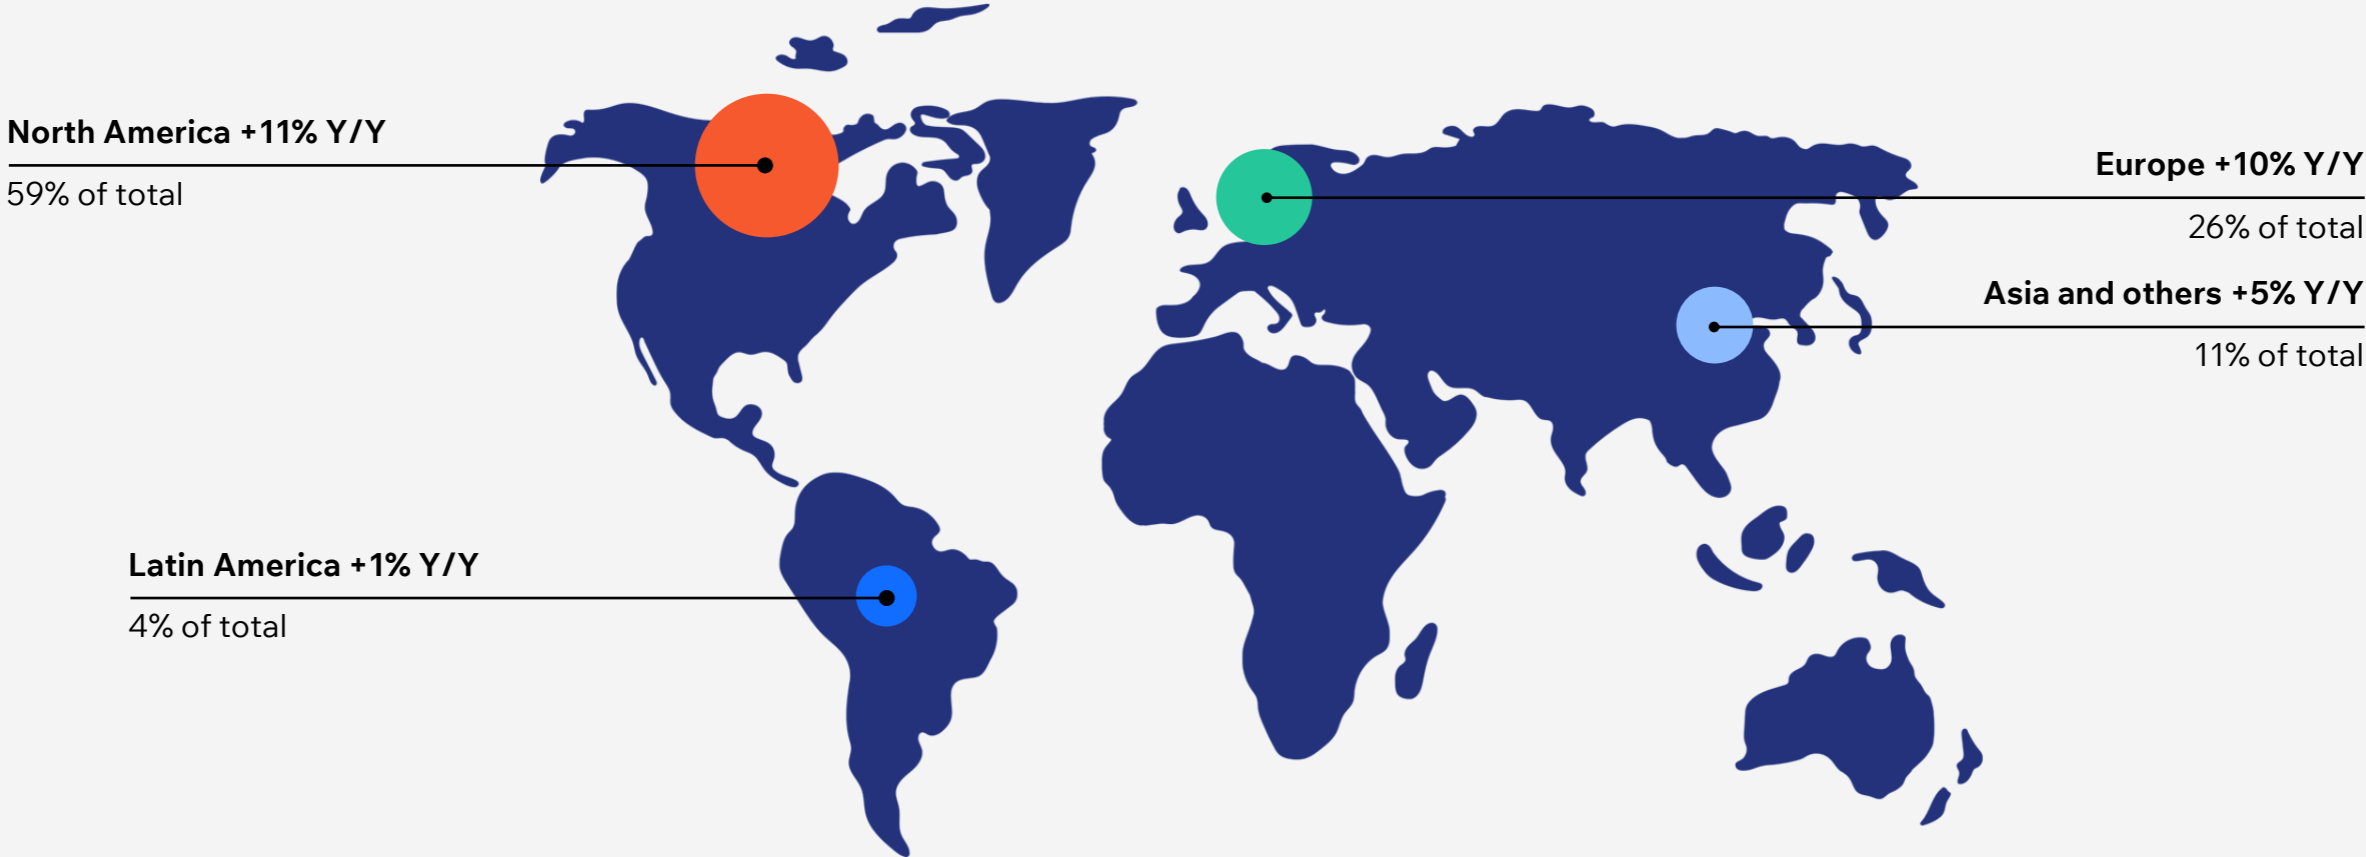 North America +11% Y/Y
59% of total
Europe +10% Y/Y
26% of total
Asia and others +5% Y/Y
11% of total
Latin America +1% Y/Y
4% of total